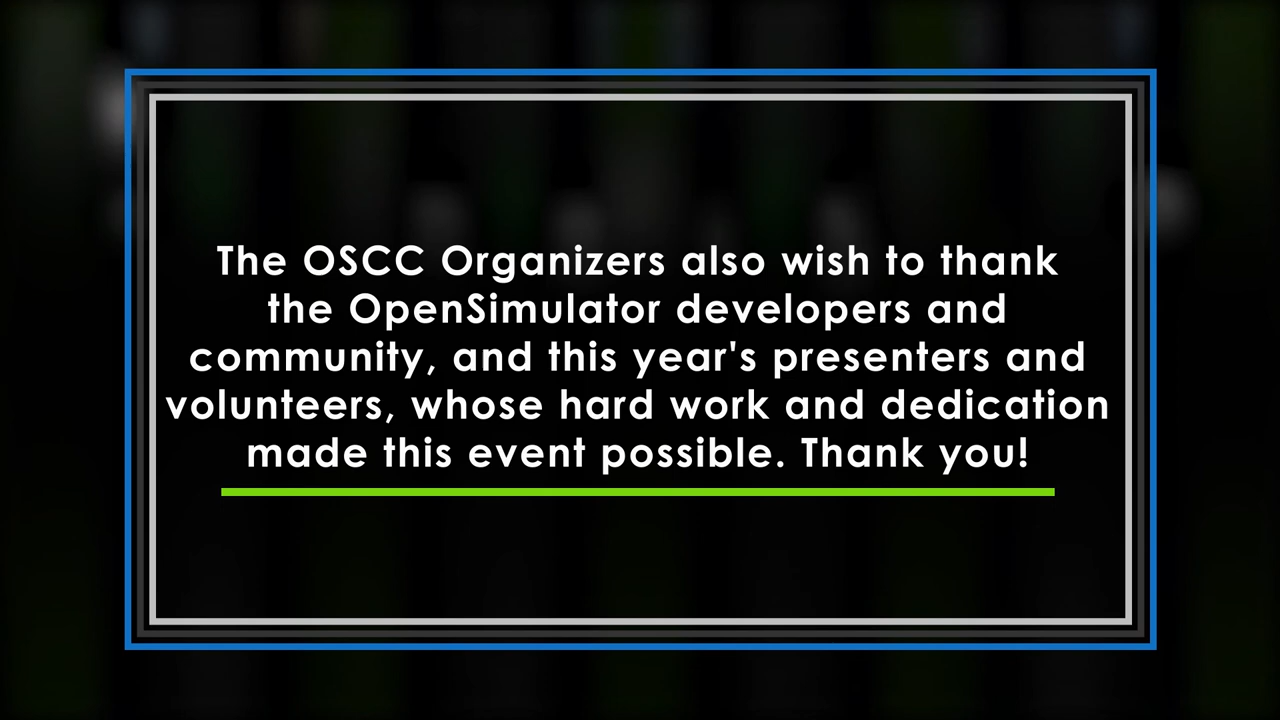 The OSCC Organizers also wish to thank
the OpenSimulator developers and
community, and this year's presenters and
volunteers, whose hard work and dedication
made this event possible. Thank you!